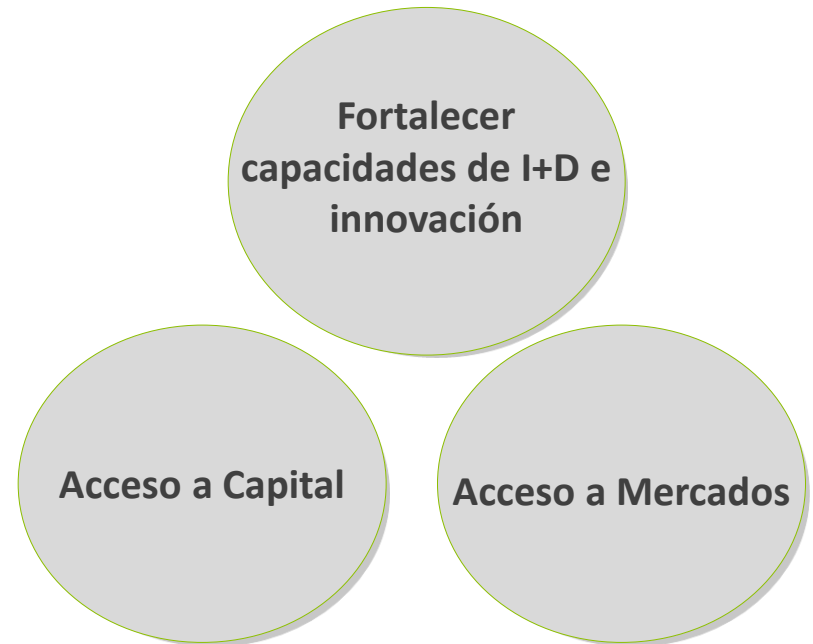 Fortalecer
capacidades de I+D e
innovación
Acceso a Capital
Acceso a Mercados